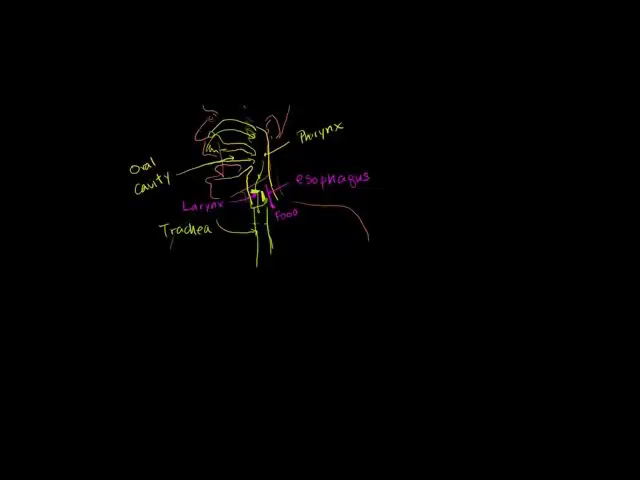 Pharynx
Oral
cavity
esophagus
Larynx
Food
Trachea